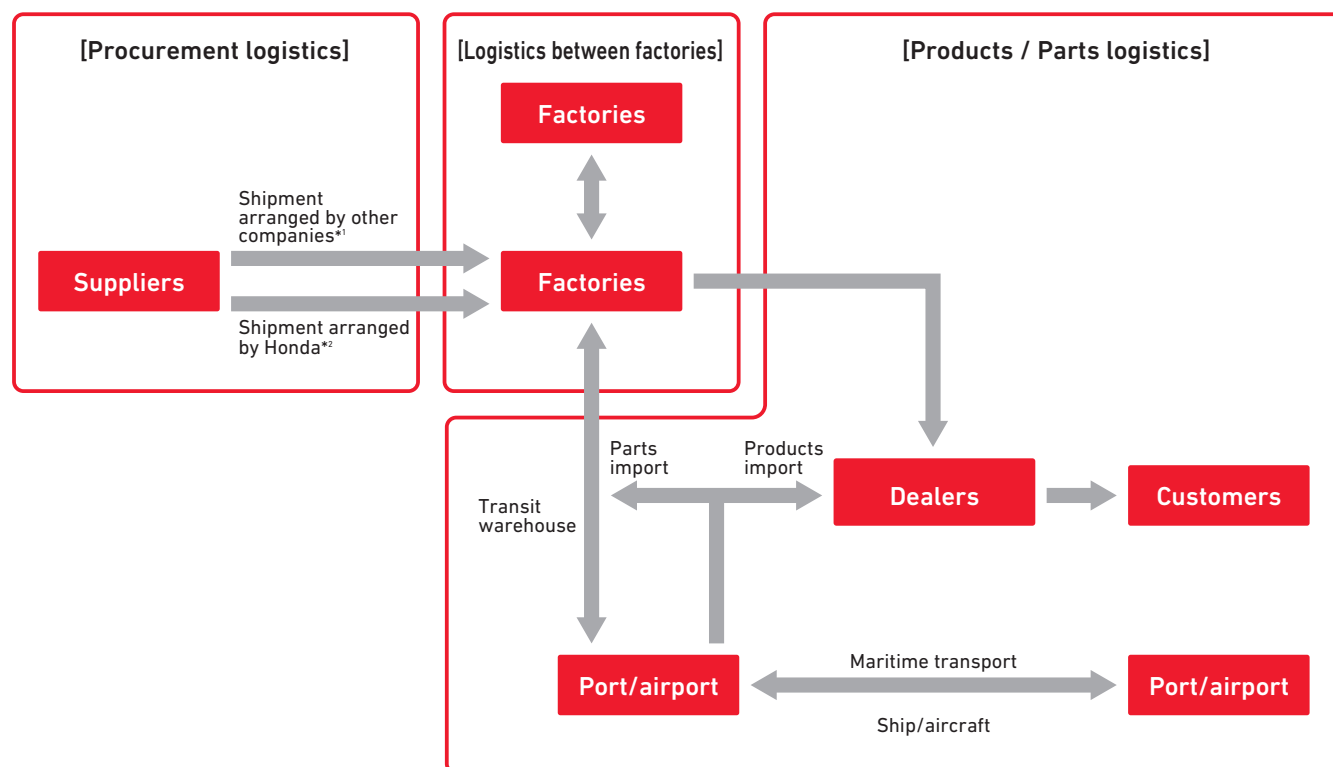 [Procurement logistics]
[Logistics between factories]
[Products / Parts logistics]
Factories
Shipment
arranged by other
companies*1
Suppliers
Factories
Shipment arranged
by Honda*2
Parts
import
Products
import
Transit
warehouse
Dealers
Customers
Port/airport
Maritime transport
Ship/aircraft
Port/airport